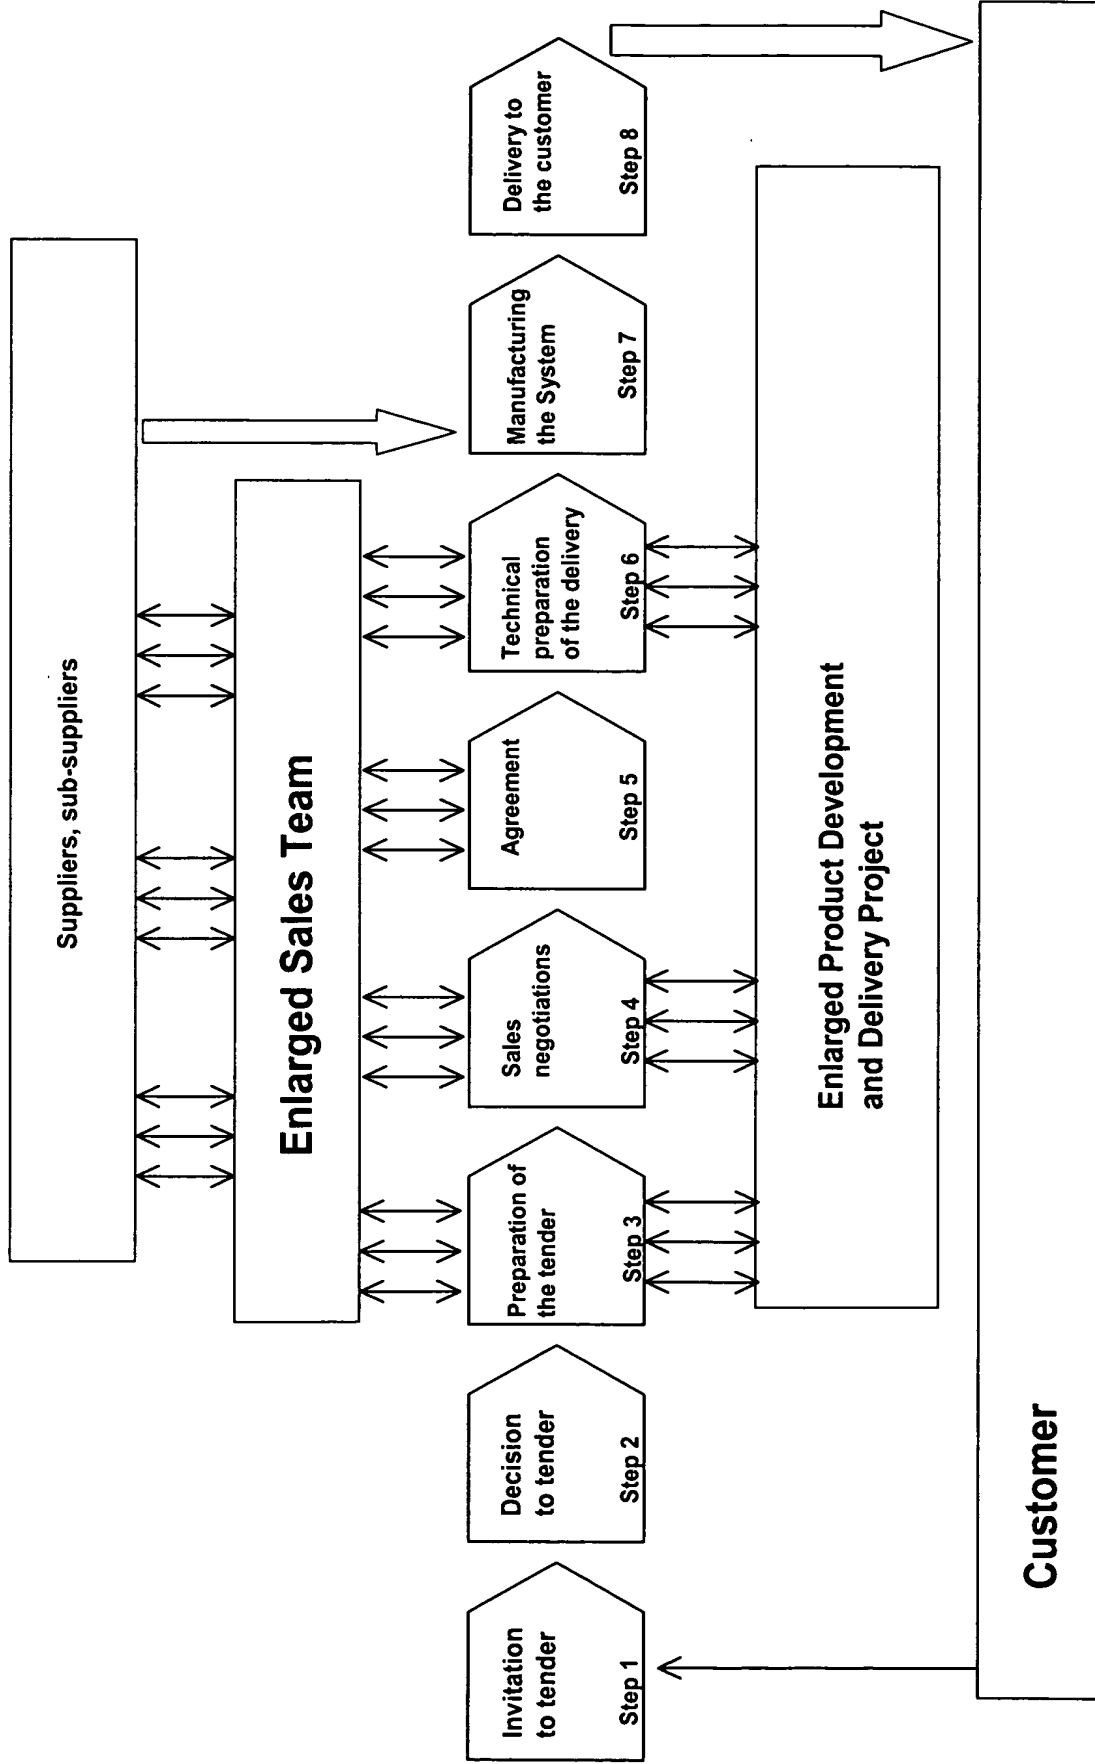 Suppliers, sub-suppliers
Enlarged Sales Team
Invitation
to tender
Step 1
Decision
to tender
Step 2
Preparation of
the tender
Step 3
Sales
negotiations
Step 4
Agreement
Step 5
Technical
preparation
of the delivery
Step 6
Manufacturing
the System
Step 7
Delivery to
the customer
Step 8
Enlarged Product Development
and Delivery Project
Customer